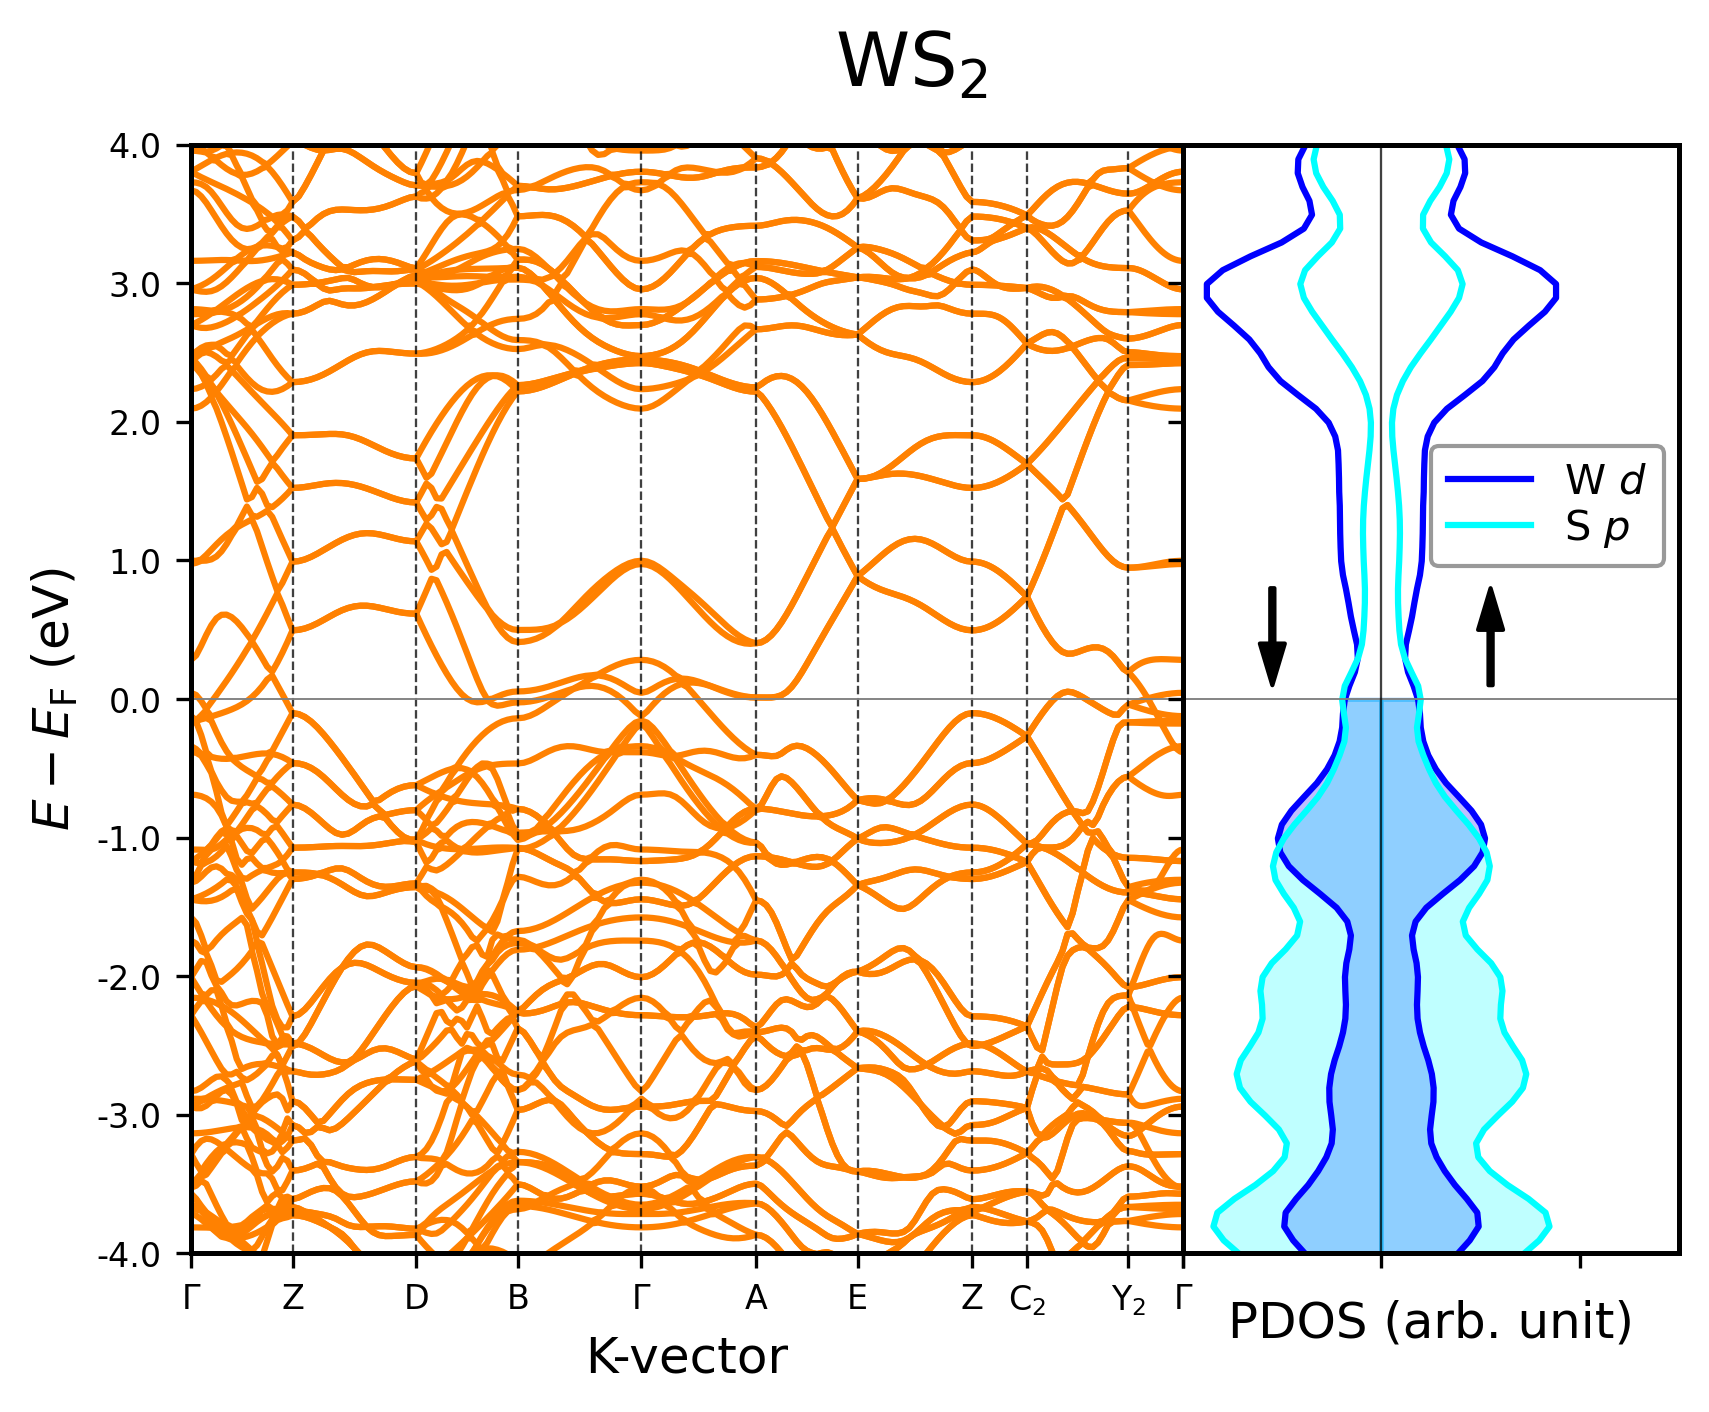 WS₂
4.0
3.0
2.0
1.0
0.0
-1.0
-2.0
-3.0
-4.0
E − E_F (eV)
Γ Z D B Γ A E Z C₂ Y₂ Γ
K-vector
W d
S p
PDOS (arb. unit)